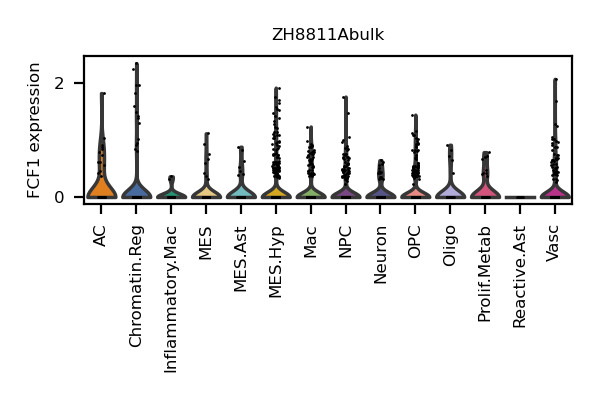 ZH8811Abulk
FCF1 expression
2
0
AC
Chromatin.Reg
Inflammatory.Mac
MES
MES.Ast
MES.Hyp
Mac
NPC
Neuron
OPC
Oligo
Prolif.Metab
Reactive.Ast
Vasc